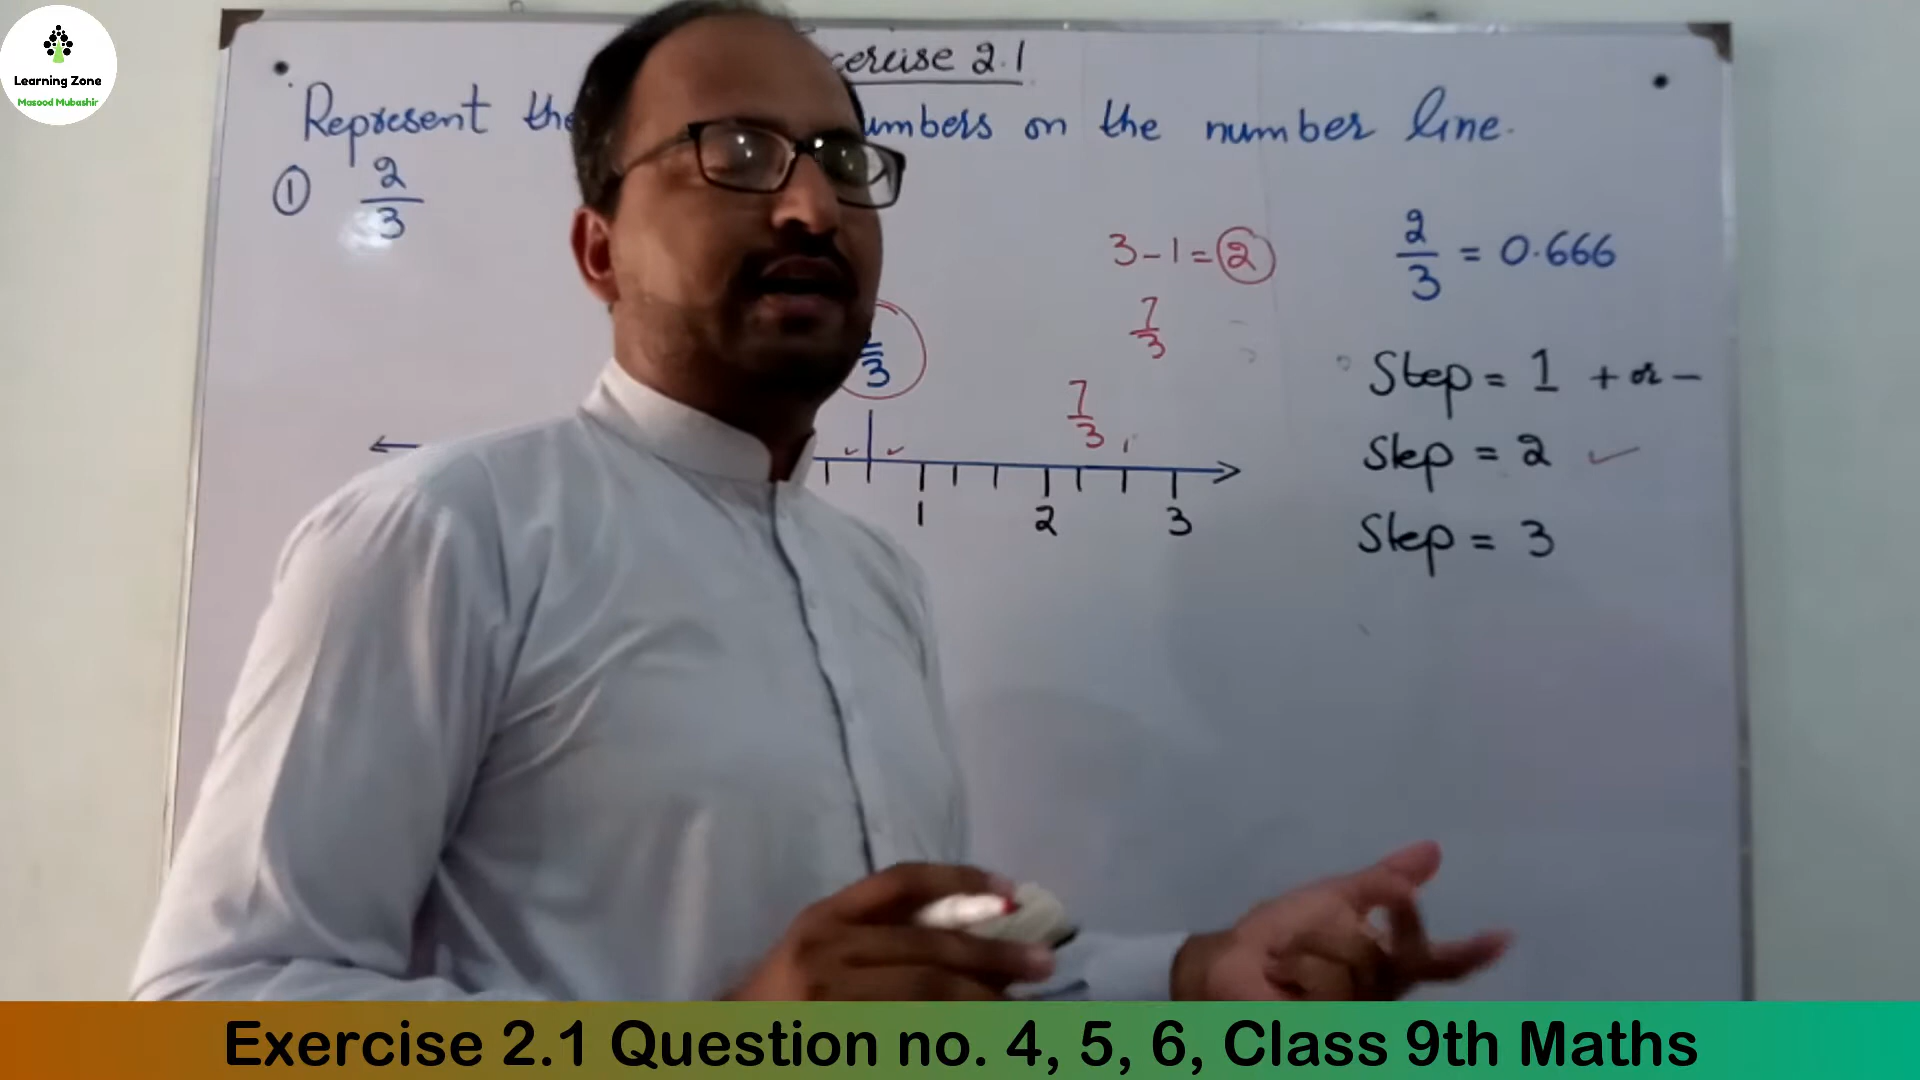 Learning Zone
Masood Mubashir
2.1
Represent the on the number line.
① 2/3
3-1=2
2/3 = 0.666
7/3
3
Step = 1 + or -
7/3
Step = 2 ✓
1 2 3
Step = 3
Exercise 2.1 Question no. 4, 5, 6, Class 9th Maths